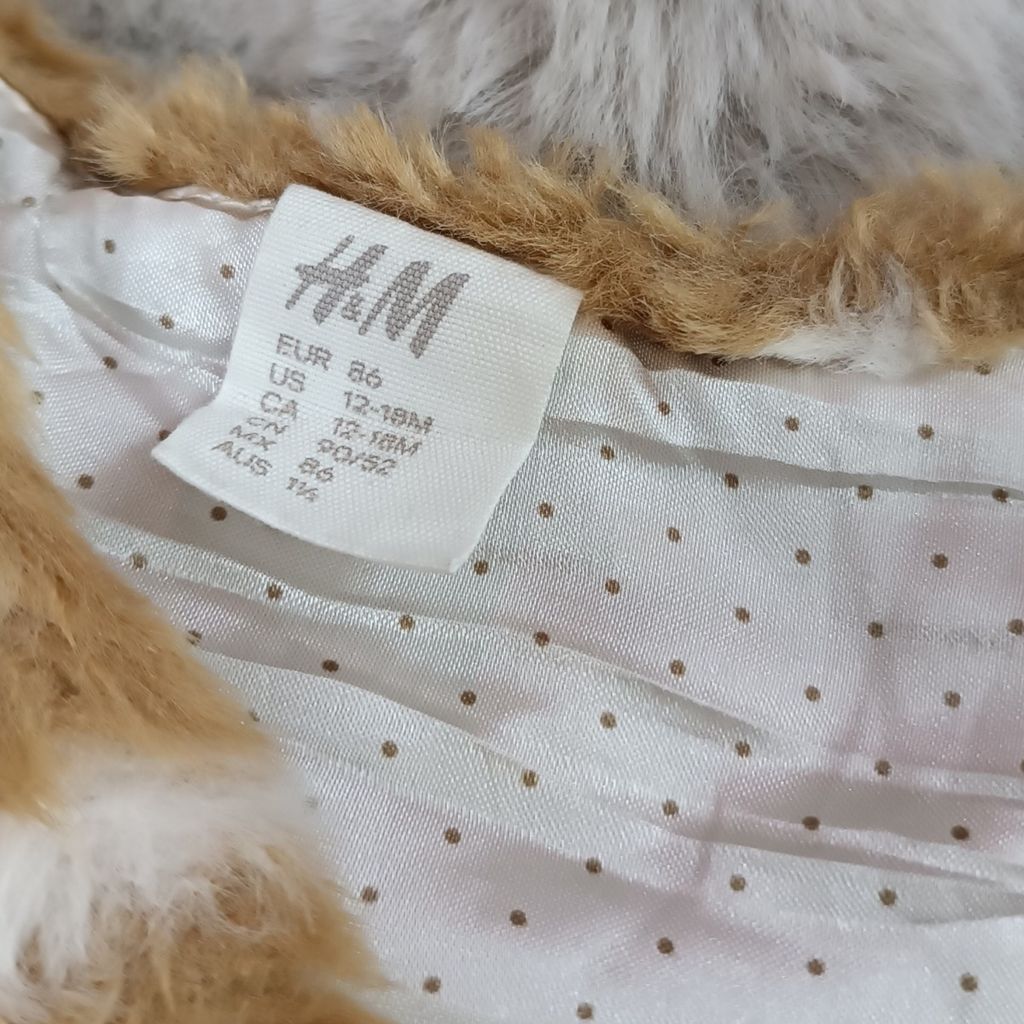 H&M
EUR 86
US 12-18M
CA 12-18M
CN 90/52
MX 86
AUS 1½